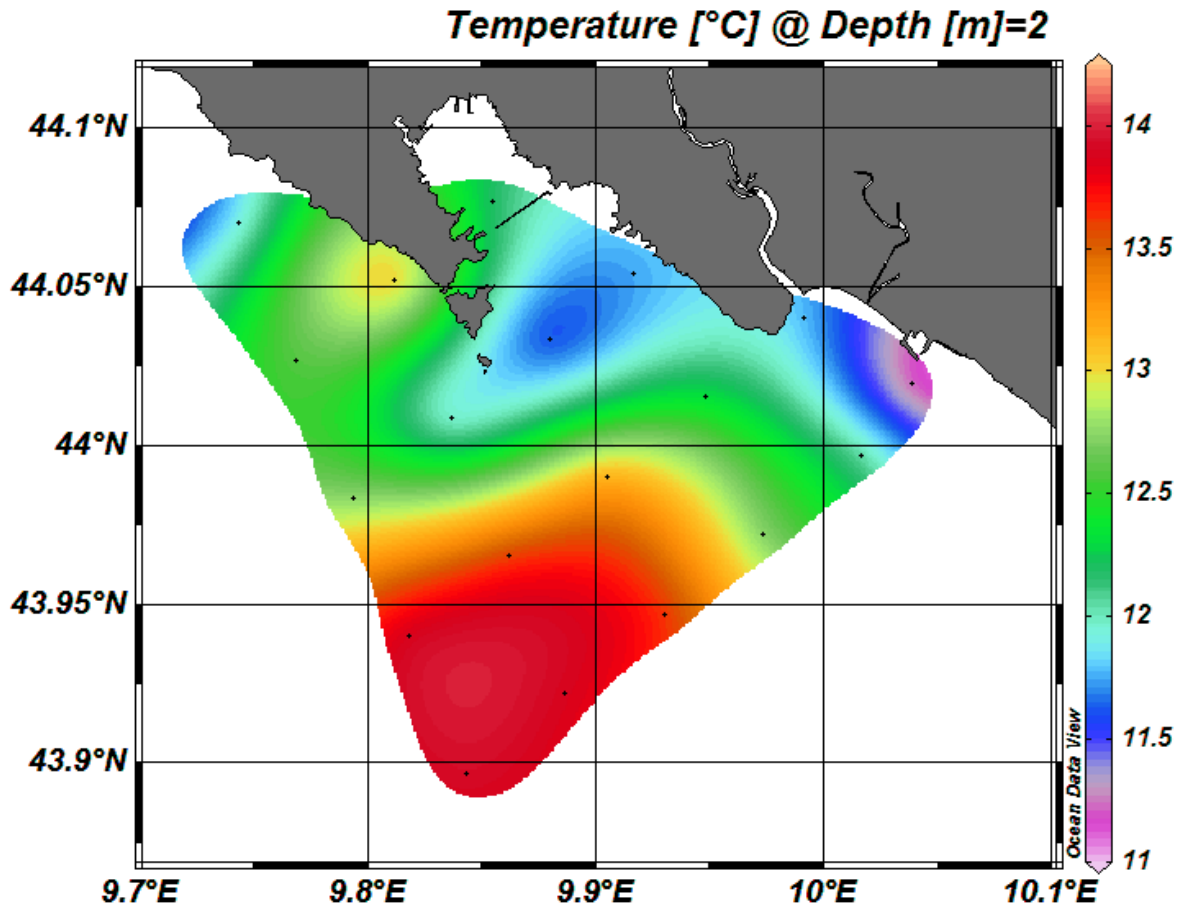 Temperature [°C] @ Depth [m]=2
44.1°N
44.05°N
44°N
43.95°N
43.9°N
9.7°E
9.8°E
9.9°E
10°E
10.1°E
14
13.5
13
12.5
12
11.5
11
Ocean Data View